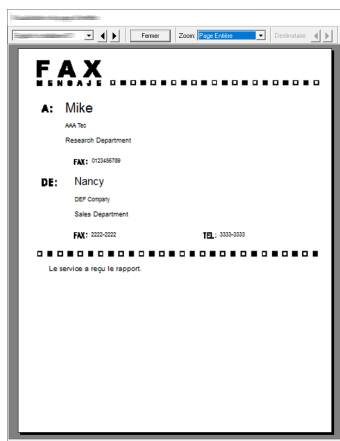 Fermer Zoom: Page Entière Destinataire
FAX
MENSAJE
A: Mike
AAA Tec
Research Department
FAX: 0123456789
DE: Nancy
DEF Company
Sales Department
FAX: 2222-2222 TEL: 3333-3333
Le service a reçu le rapport.